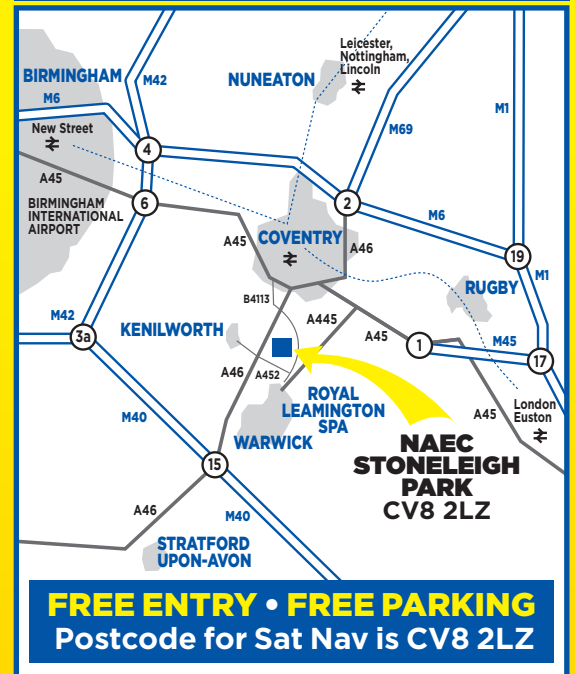 Leicester,
Nottingham,
Lincoln
BIRMINGHAM
M42
NUNEATON
M6
M1
New Street
M69
4
A45
BIRMINGHAM
INTERNATIONAL
AIRPORT
6
2
M6
A45
COVENTRY
A46
19
M1
RUGBY
B4113
M42
KENILWORTH
A445
A45
M45
3a
1
17
A46
A452
M40
ROYAL
LEAMINGTON
SPA
A45
London
Euston
WARWICK
NAEC
STONELEIGH
PARK
CV8 2LZ
15
A46
M40
STRATFORD
UPON-AVON
FREE ENTRY • FREE PARKING
Postcode for Sat Nav is CV8 2LZ